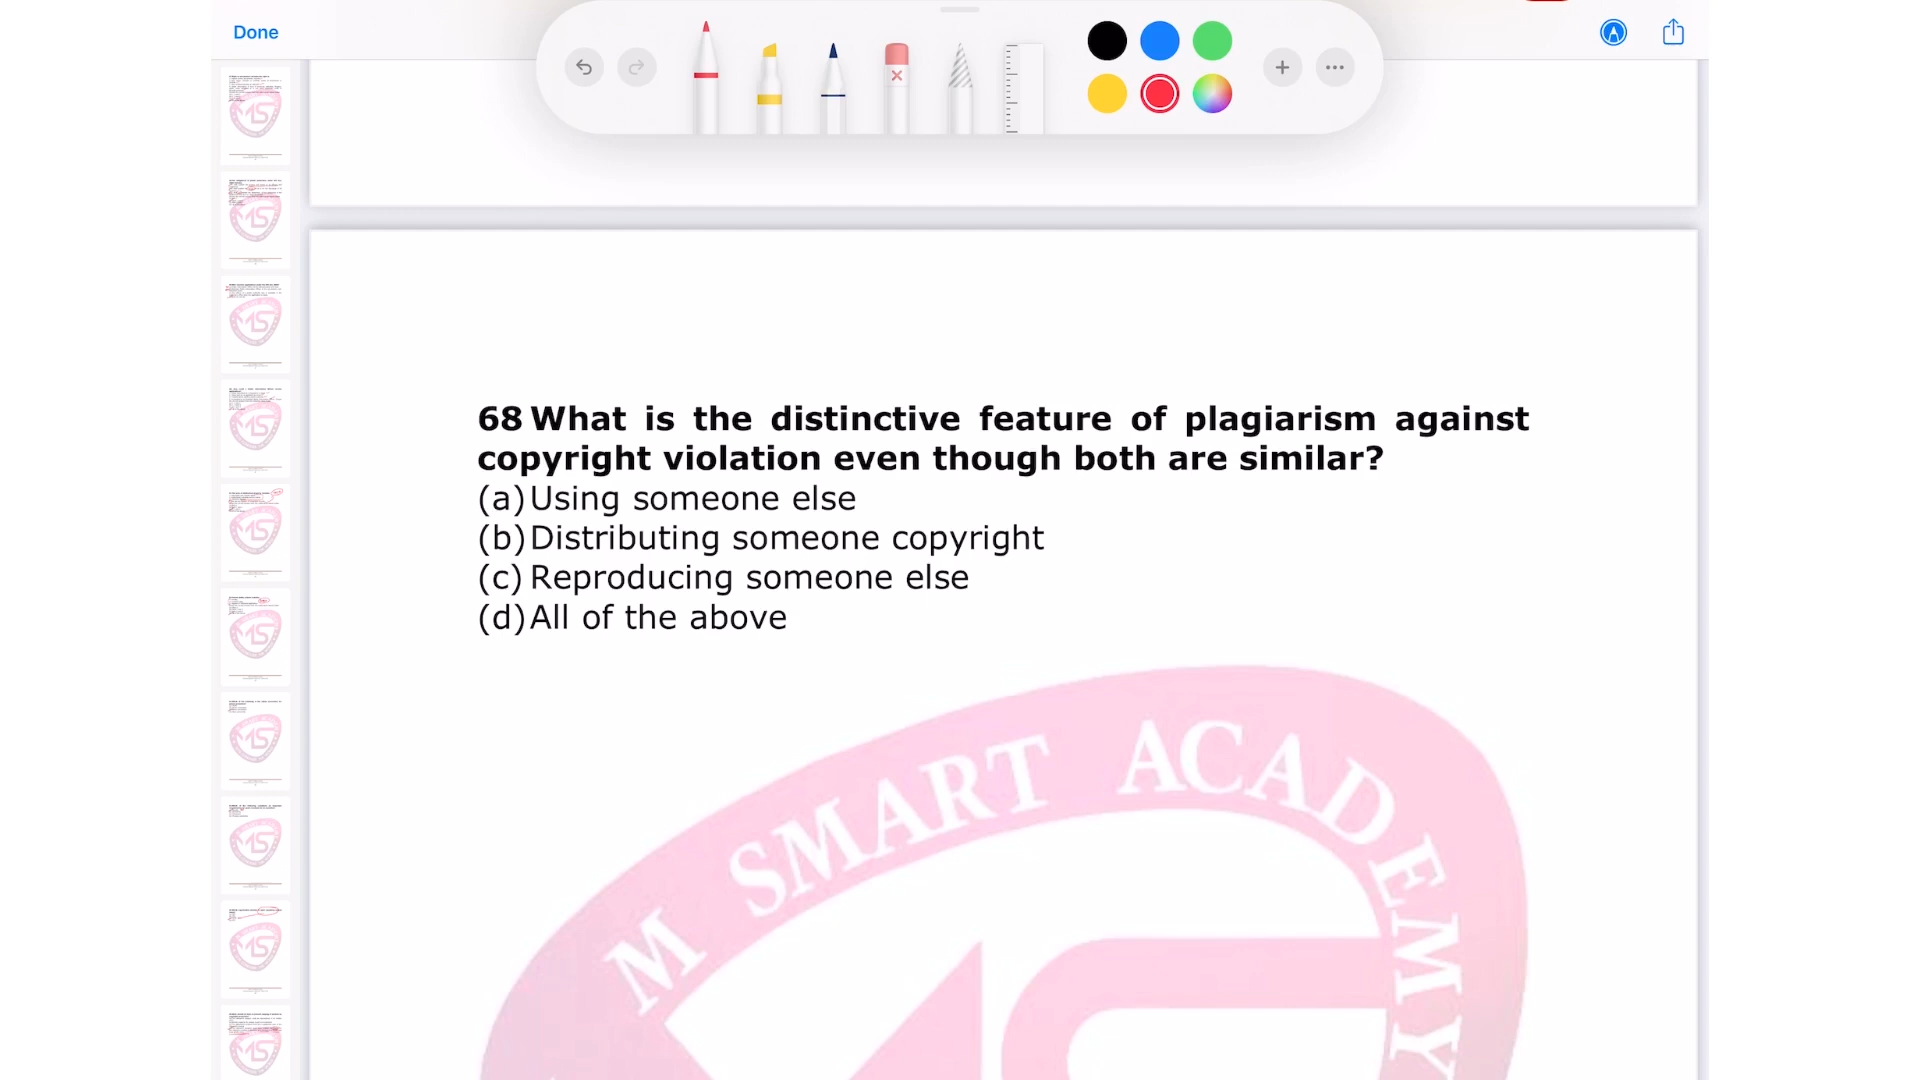 Done
68 What is the distinctive feature of plagiarism against
copyright violation even though both are similar?
(a) Using someone else
(b) Distributing someone copyright
(c) Reproducing someone else
(d) All of the above
M SMART ACADEMY